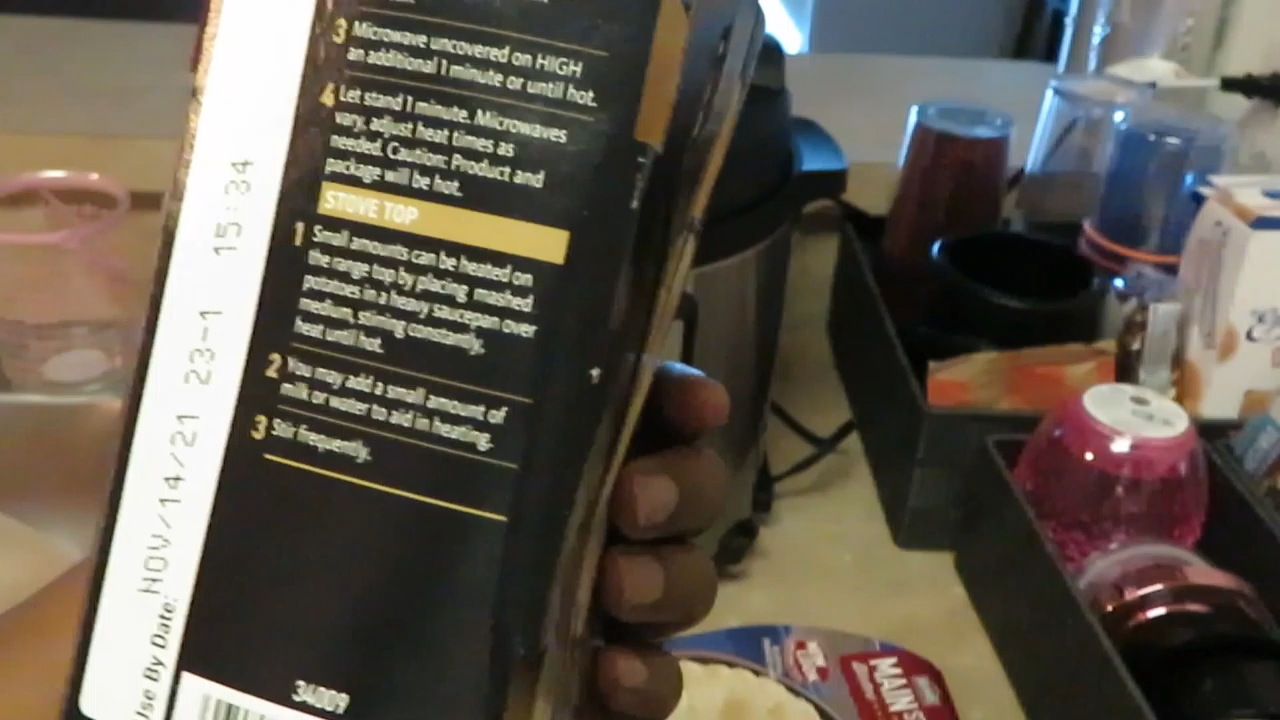 3 Microwave uncovered on HIGH
an additional 1 minute or until hot.
4 Let stand 1 minute. Microwaves
vary, adjust heat times as
needed. Caution: Product and
package will be hot.
STOVE TOP
1 Small amounts can be heated on
the range top by placing mashed
potatoes in a heavy saucepan over
medium, stirring constantly,
heat until hot.
2 You may add a small amount of
milk or water to aid in heating.
3 Stir frequently.
34009
Use By Date: NOV/14/21 23-1 15:34
MAIN S